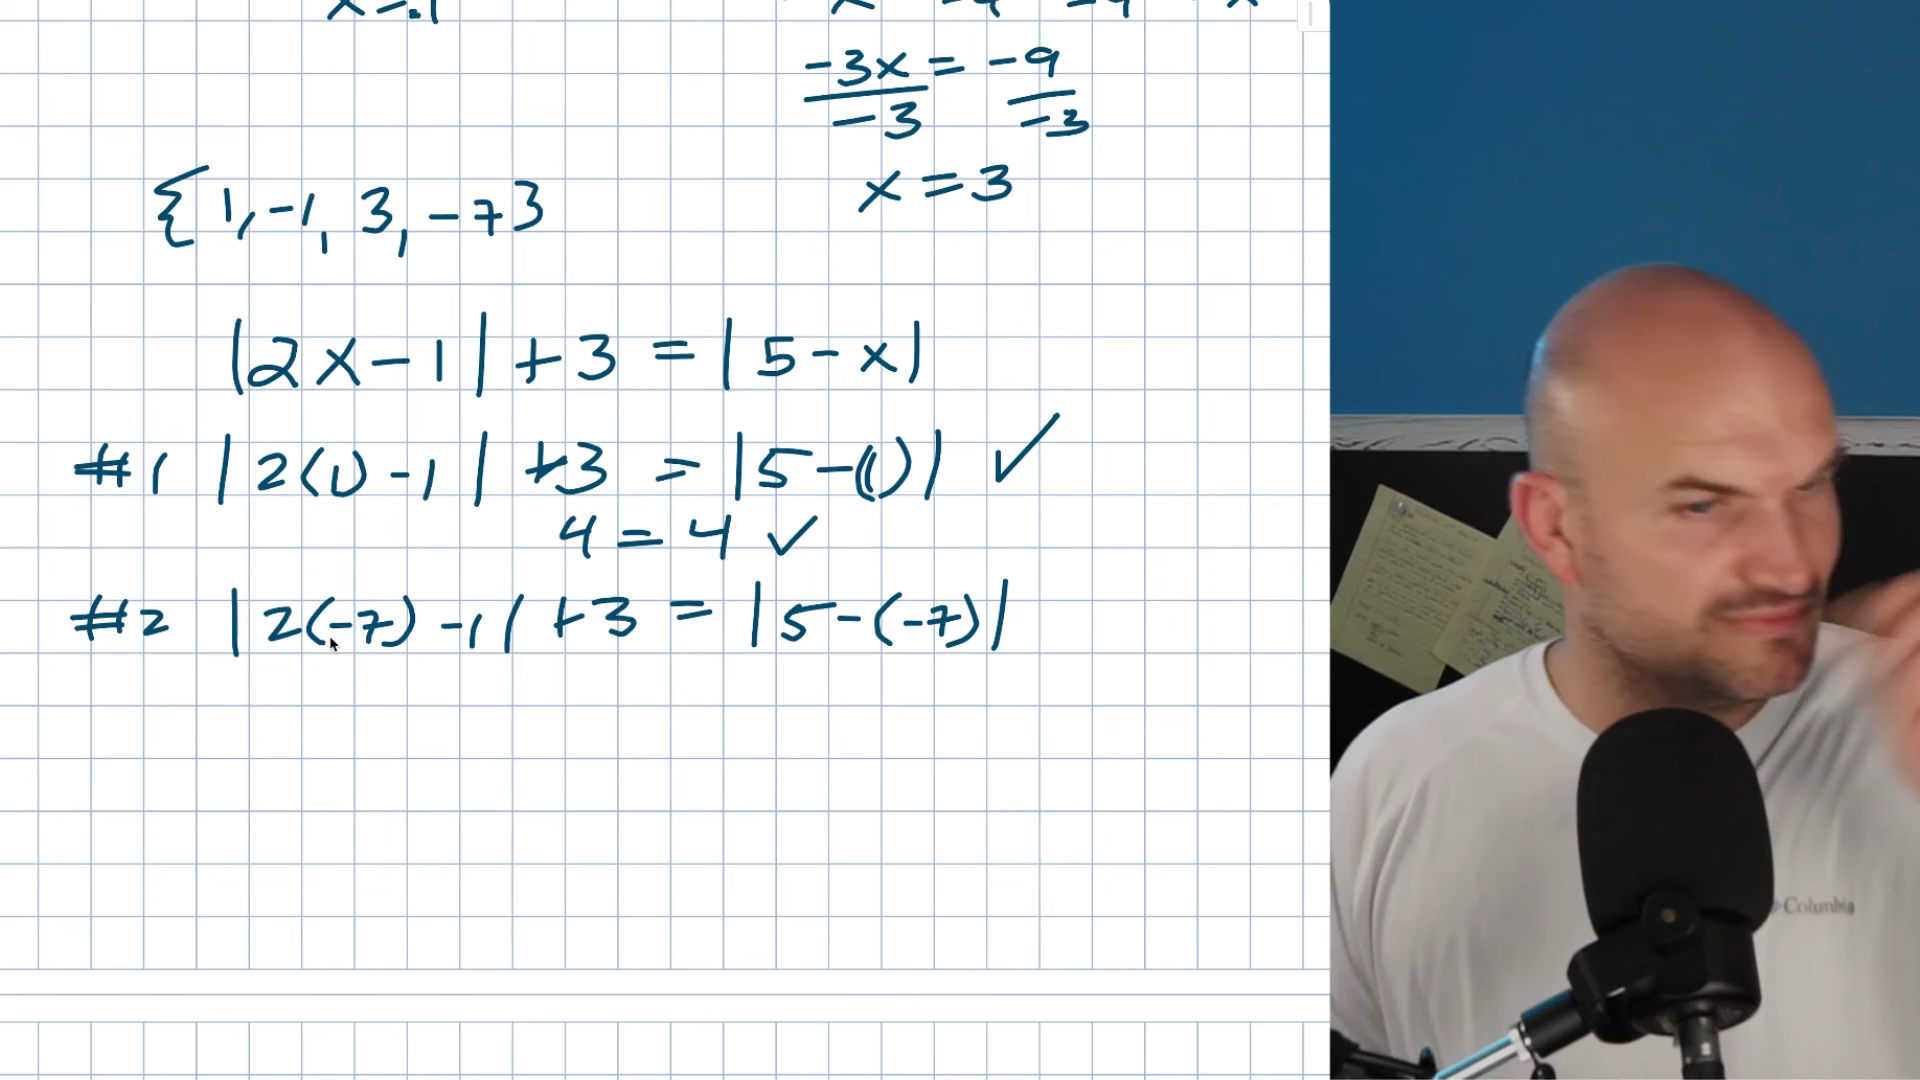 x = -1
-3x = -9
-3 -3
x = 3
{1, -1, 3, -7}
|2x - 1| + 3 = |5 - x|
#1 |2(1) - 1| + 3 = |5 - (1)| ✓
4 = 4 ✓
#2 |2(-7) - 1| + 3 = |5 - (-7)|
Columbia